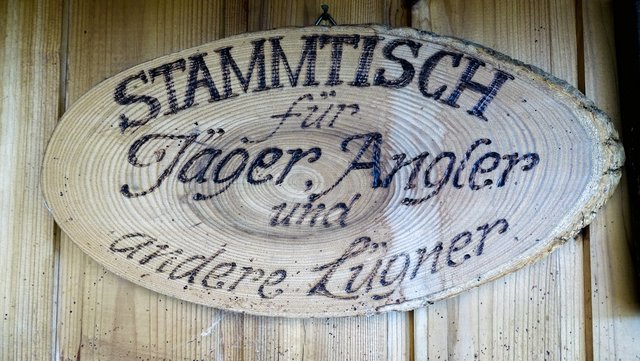 STAMMTISCH
für
Jäger, Angler
und
andere Lügner